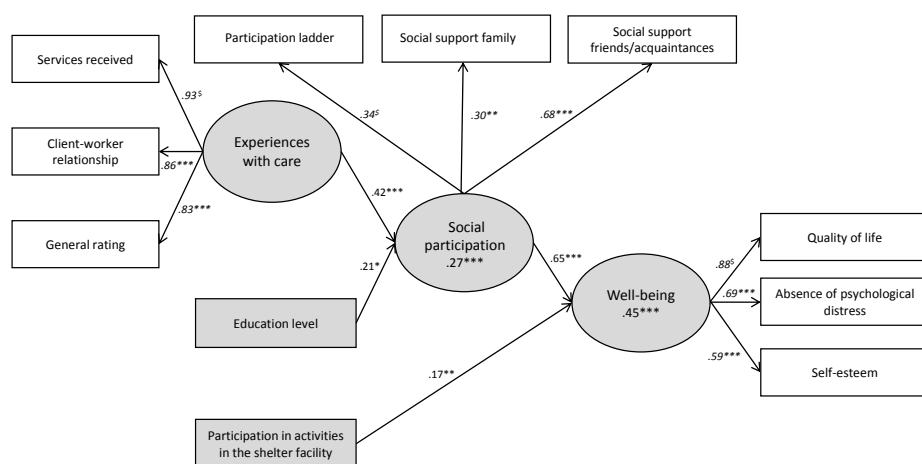 Participation ladder
Social support family
Social support
friends/acquaintances
Services received
.93$
.34$
.30**
.68***
Client-worker
relationship
.86***
Experiences
with care
.83***
.42***
General rating
Social
participation
.27***
.21*
.65***
Quality of life
.88$
Education level
Well-being
.45***
.69***
Absence of psychological
distress
.59***
Self-esteem
.17**
Participation in activities
in the shelter facility